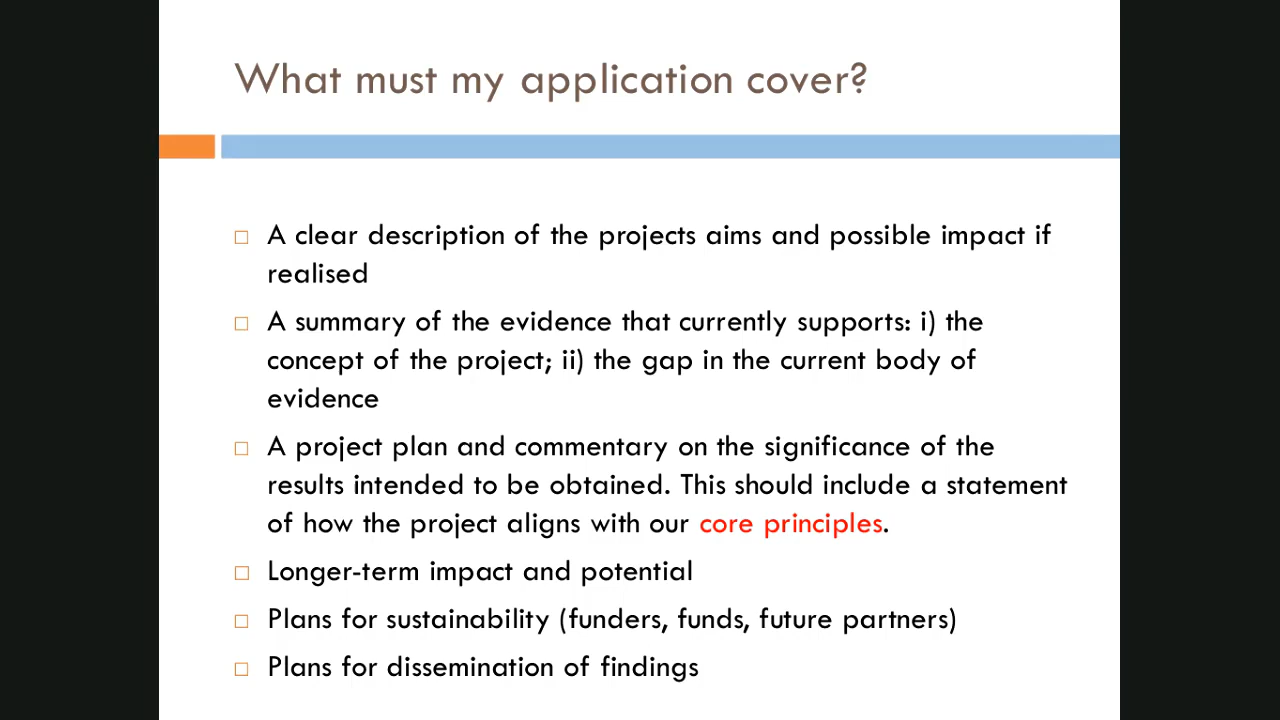 What must my application cover?
A clear description of the projects aims and possible impact if
realised
A summary of the evidence that currently supports: i) the
concept of the project; ii) the gap in the current body of
evidence
A project plan and commentary on the significance of the
results intended to be obtained. This should include a statement
of how the project aligns with our core principles.
Longer-term impact and potential
Plans for sustainability (funders, funds, future partners)
Plans for dissemination of findings